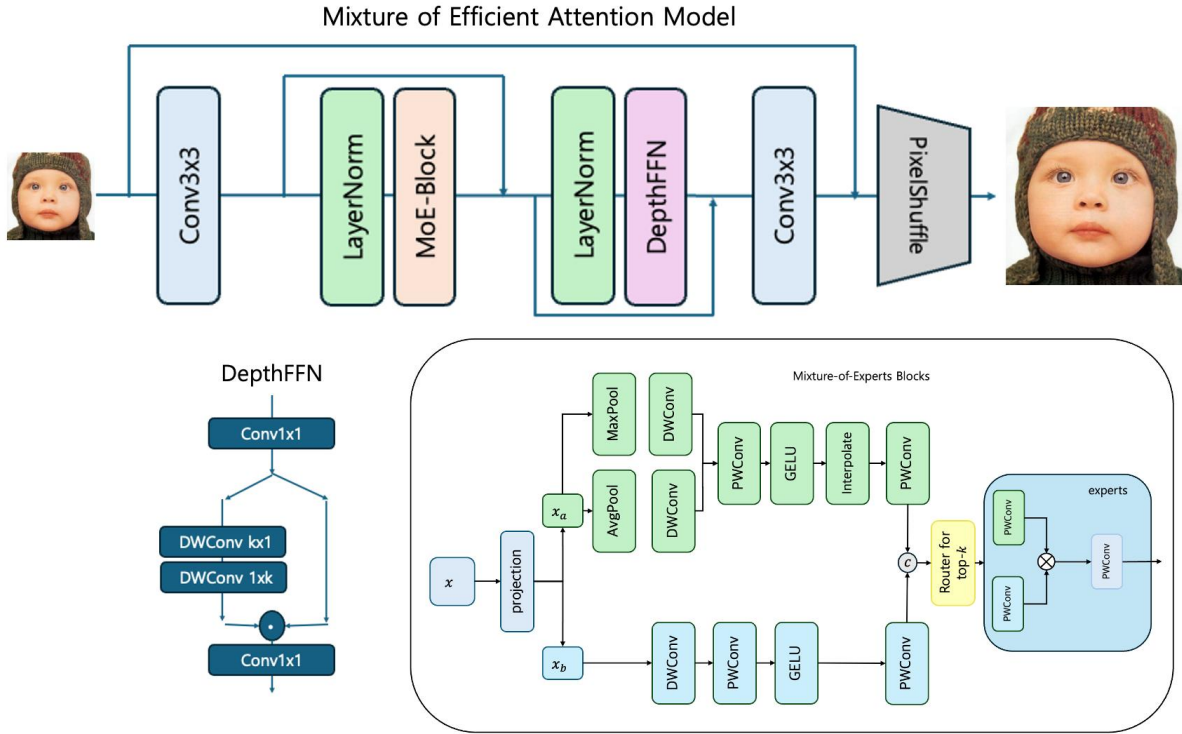 Mixture of Efficient Attention Model
Conv3x3
LayerNorm
MoE-Block
LayerNorm
DepthFFN
Conv3x3
PixelShuffle
DepthFFN
Conv1x1
DWConv kx1
DWConv 1xk
Conv1x1
Mixture-of-Experts Blocks
x
projection
xₐ
x_b
MaxPool
AvgPool
DWConv
DWConv
PWConv
GELU
Interpolate
PWConv
DWConv
PWConv
GELU
PWConv
c
Router for
top-k
experts
PWConv
PWConv
PWConv